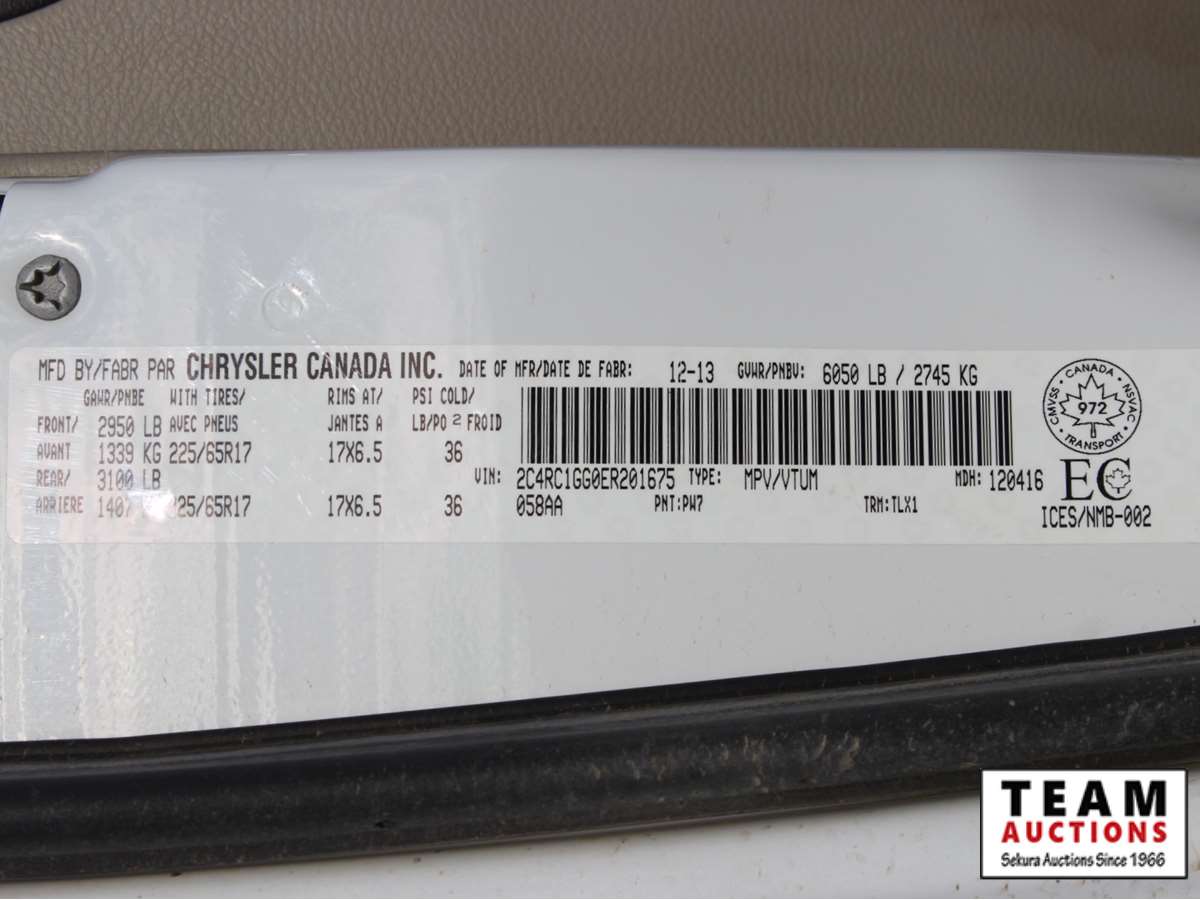 MFD BY/FABR PAR CHRYSLER CANADA INC. DATE OF MFR/DATE DE FABR: 12-13 GVWR/PNBV: 6050 LB / 2745 KG
GAWR/PNBE WITH TIRES/ RIMS AT/ PSI COLD/
FRONT/ 2950 LB AVEC PNEUS JANTES A LB/PO 2 FROID
AVANT 1339 KG 225/65R17 17X6.5 36
REAR/ 3100 LB VIN: 2C4RC1GG0ER201675 TYPE: MPV/VTUM MDH: 120416
ARRIERE 25/65R17 17X6.5 36 058AA PNT:PW7 TRM:TLX1
CMVSS · CANADA · NSVAC
972
TRANSPORT
EC
ICES/NMB-002
TEAM
AUCTIONS
Sekura Auctions Since 1966